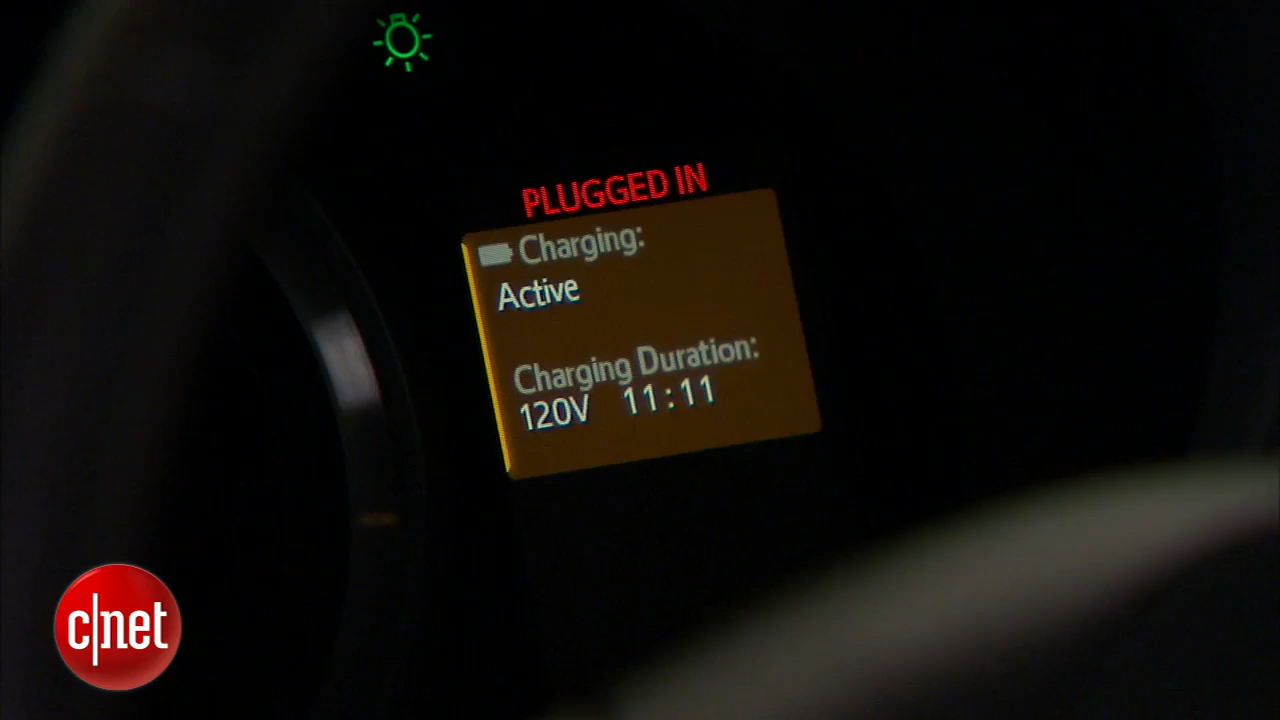 PLUGGED IN
Charging:
Active
Charging Duration:
120V 11:11
c|net